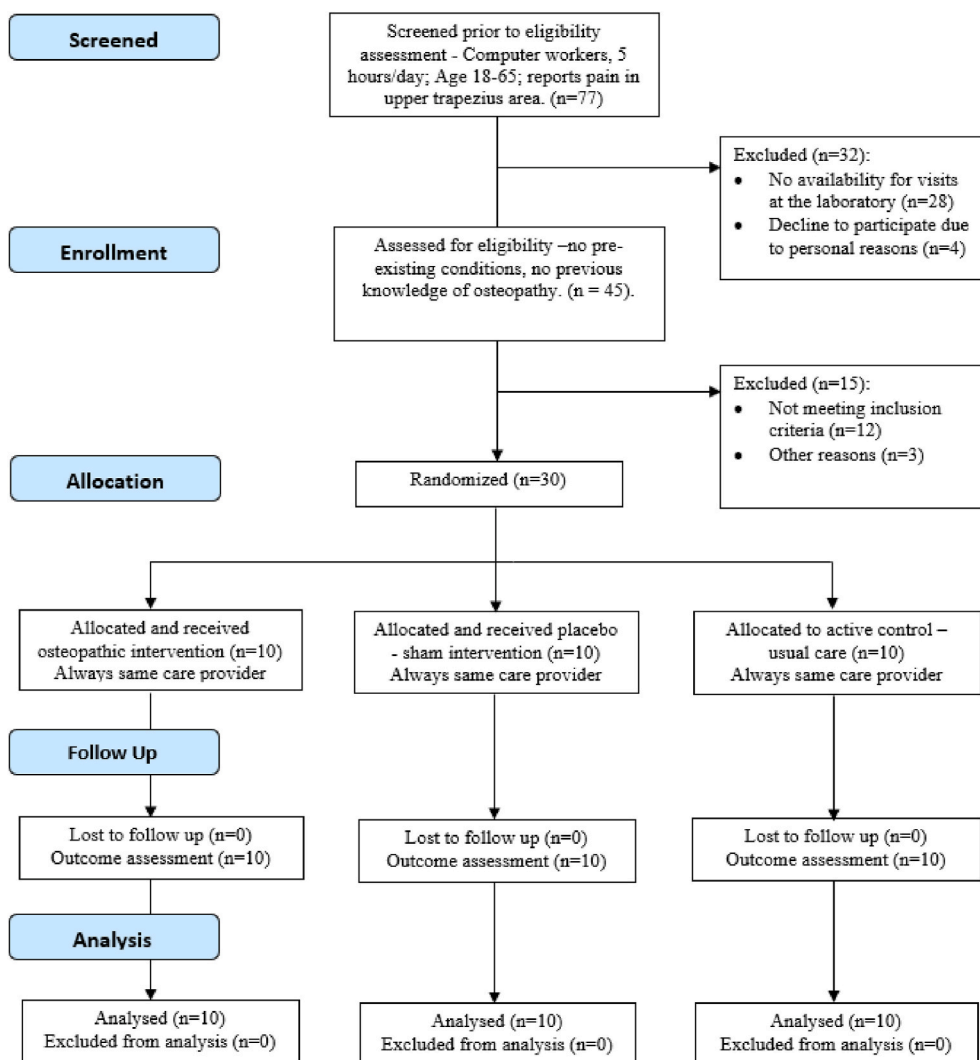 Screened
Screened prior to eligibility
assessment - Computer workers, 5
hours/day; Age 18-65; reports pain in
upper trapezius area. (n=77)
Excluded (n=32):
• No availability for visits
at the laboratory (n=28)
• Decline to participate due
to personal reasons (n=4)
Enrollment
Assessed for eligibility –no pre-
existing conditions, no previous
knowledge of osteopathy. (n = 45).
Excluded (n=15):
• Not meeting inclusion
criteria (n=12)
• Other reasons (n=3)
Allocation
Randomized (n=30)
Allocated and received
osteopathic intervention (n=10)
Always same care provider
Allocated and received placebo
- sham intervention (n=10)
Always same care provider
Allocated to active control –
usual care (n=10)
Always same care provider
Follow Up
Lost to follow up (n=0)
Outcome assessment (n=10)
Lost to follow up (n=0)
Outcome assessment (n=10)
Lost to follow up (n=0)
Outcome assessment (n=10)
Analysis
Analysed (n=10)
Excluded from analysis (n=0)
Analysed (n=10)
Excluded from analysis (n=0)
Analysed (n=10)
Excluded from analysis (n=0)